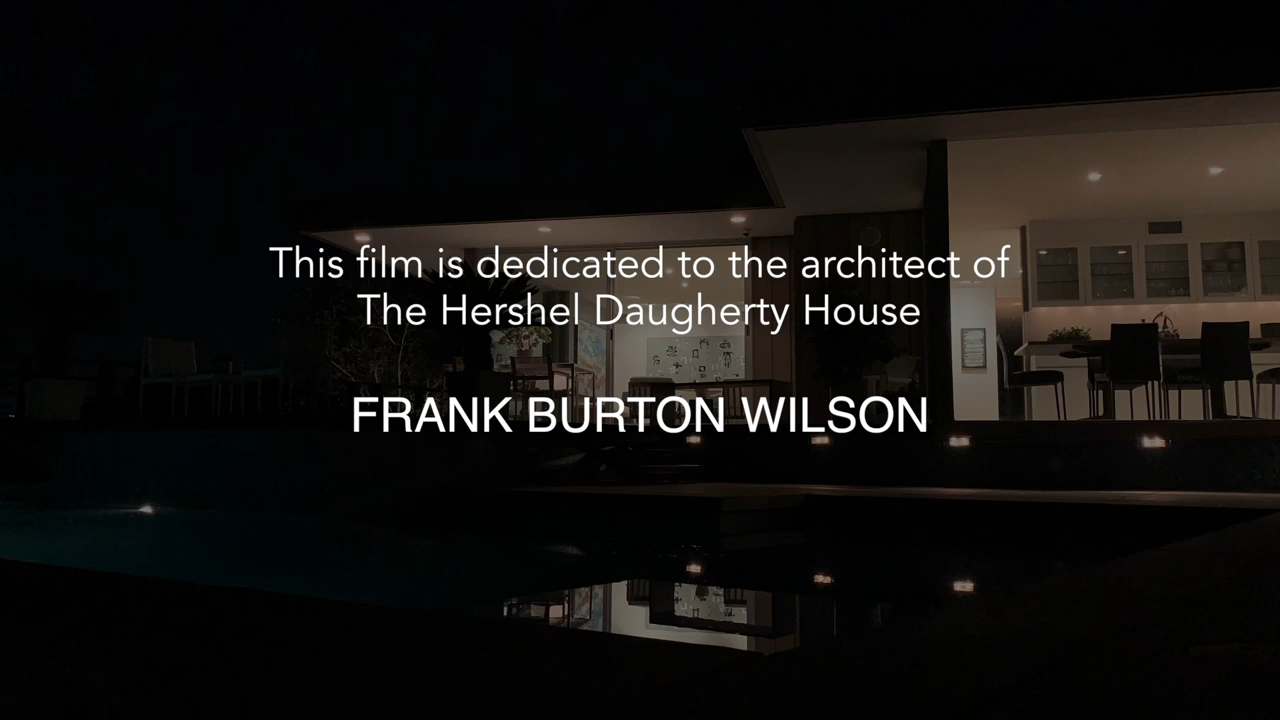 This film is dedicated to the architect of
The Hershel Daugherty House
FRANK BURTON WILSON